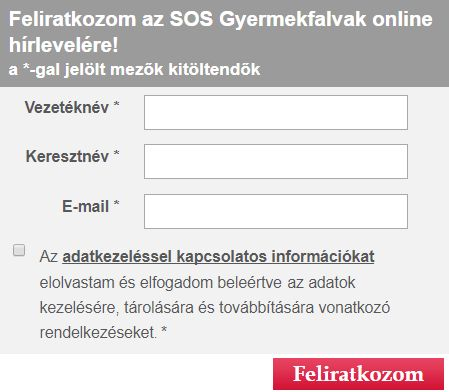 Feliratkozom az SOS Gyermekfalvak online
hírlevelére!
a *-gal jelölt mezők kitöltendők
Vezetéknév *
Keresztnév *
E-mail *
Az adatkezeléssel kapcsolatos információkat
elolvastam és elfogadom beleértve az adatok
kezelésére, tárolására és továbbítására vonatkozó
rendelkezéseket. *
Feliratkozom